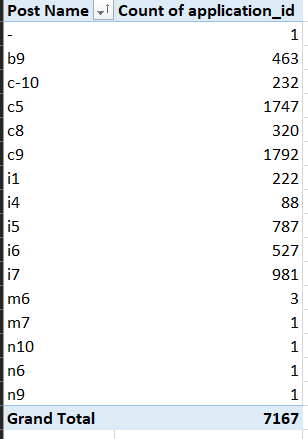 Post Name Count of application_id
- 1
b9 463
c-10 232
c5 1747
c8 320
c9 1792
i1 222
i4 88
i5 787
i6 527
i7 981
m6 3
m7 1
n10 1
n6 1
n9 1
Grand Total 7167